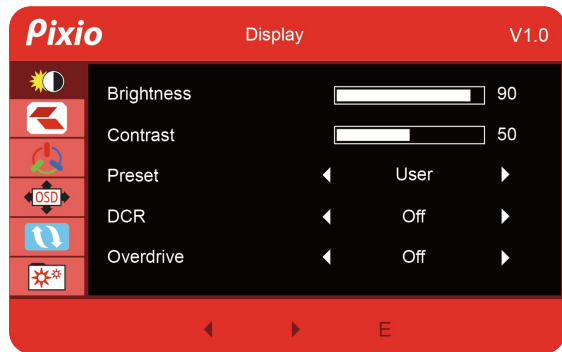 Pixio Display V1.0
Brightness 90
Contrast 50
Preset User
DCR Off
OSD
Overdrive Off
E